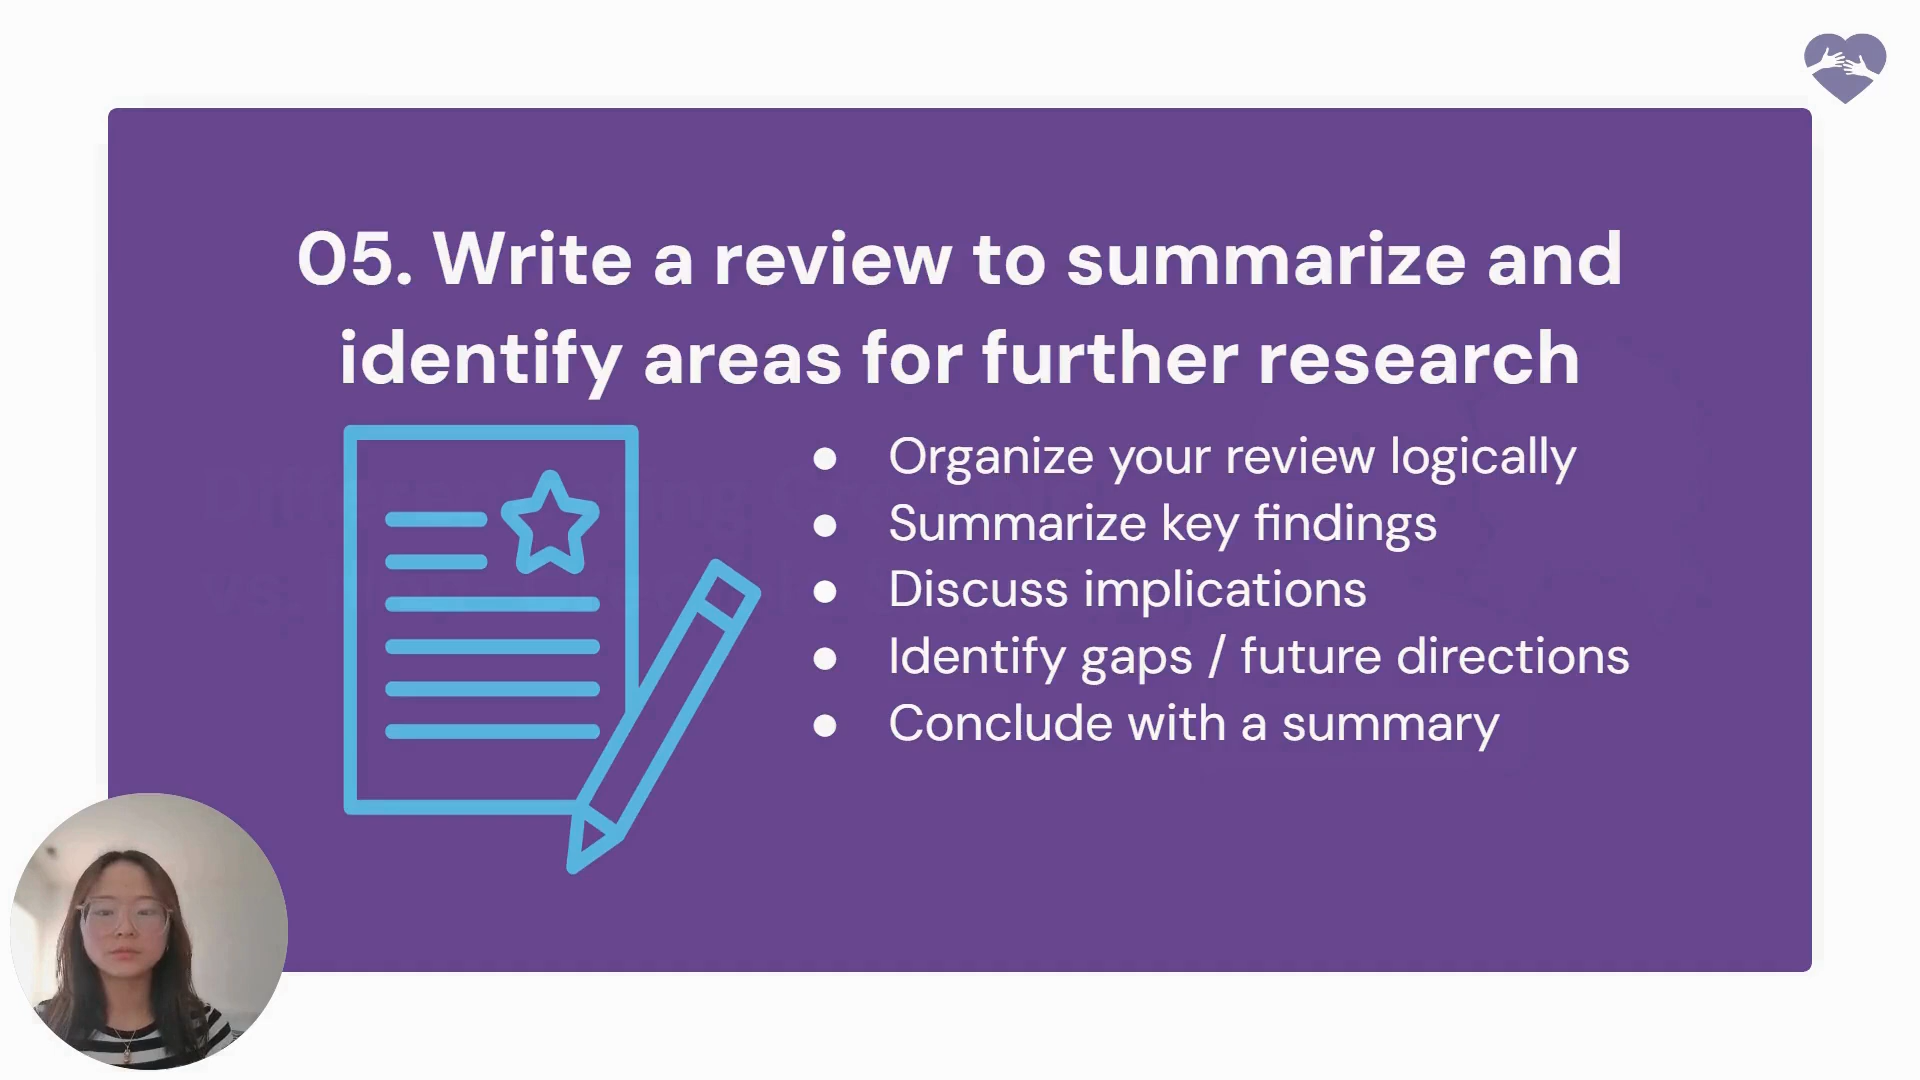 05. Write a review to summarize and
identify areas for further research
● Organize your review logically
● Summarize key findings
● Discuss implications
● Identify gaps / future directions
● Conclude with a summary